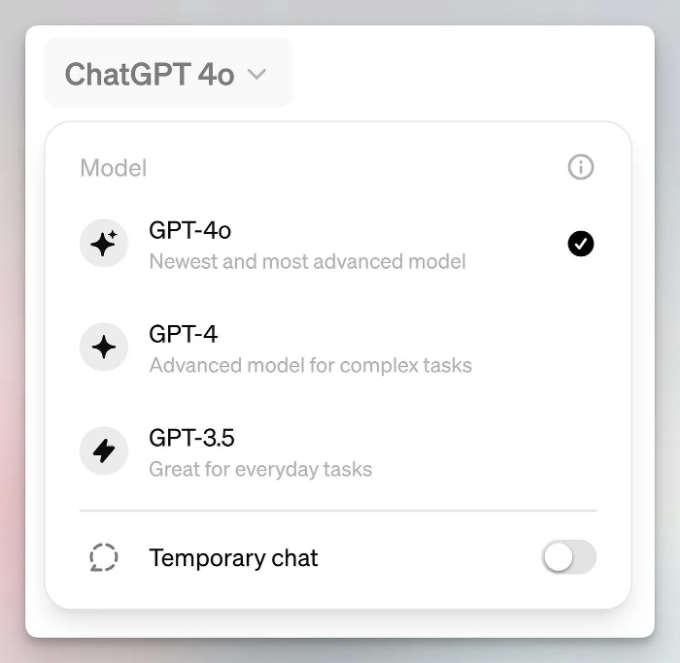 ChatGPT 4o
Model
GPT-4o
Newest and most advanced model
GPT-4
Advanced model for complex tasks
GPT-3.5
Great for everyday tasks
Temporary chat